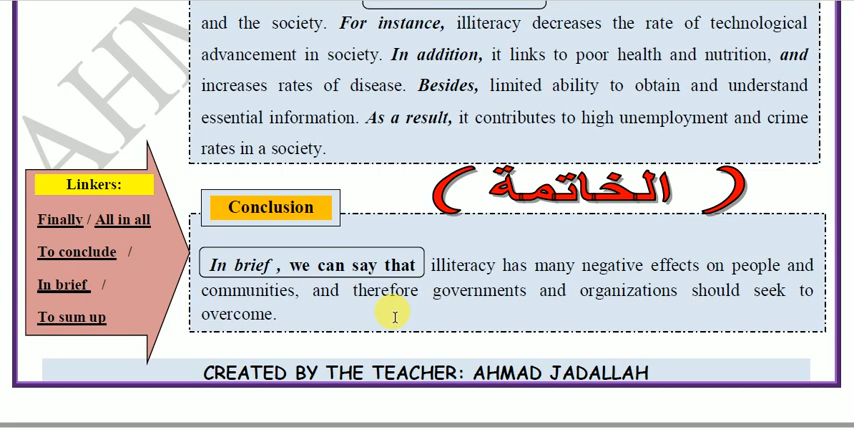 and the society. For instance, illiteracy decreases the rate of technological
advancement in society. In addition, it links to poor health and nutrition, and
increases rates of disease. Besides, limited ability to obtain and understand
essential information. As a result, it contributes to high unemployment and crime
rates in a society.
( الخاتمة )
Linkers:
Finally / All in all
To conclude /
In brief /
To sum up
Conclusion
In brief , we can say that illiteracy has many negative effects on people and
communities, and therefore governments and organizations should seek to
overcome.
CREATED BY THE TEACHER: AHMAD JADALLAH